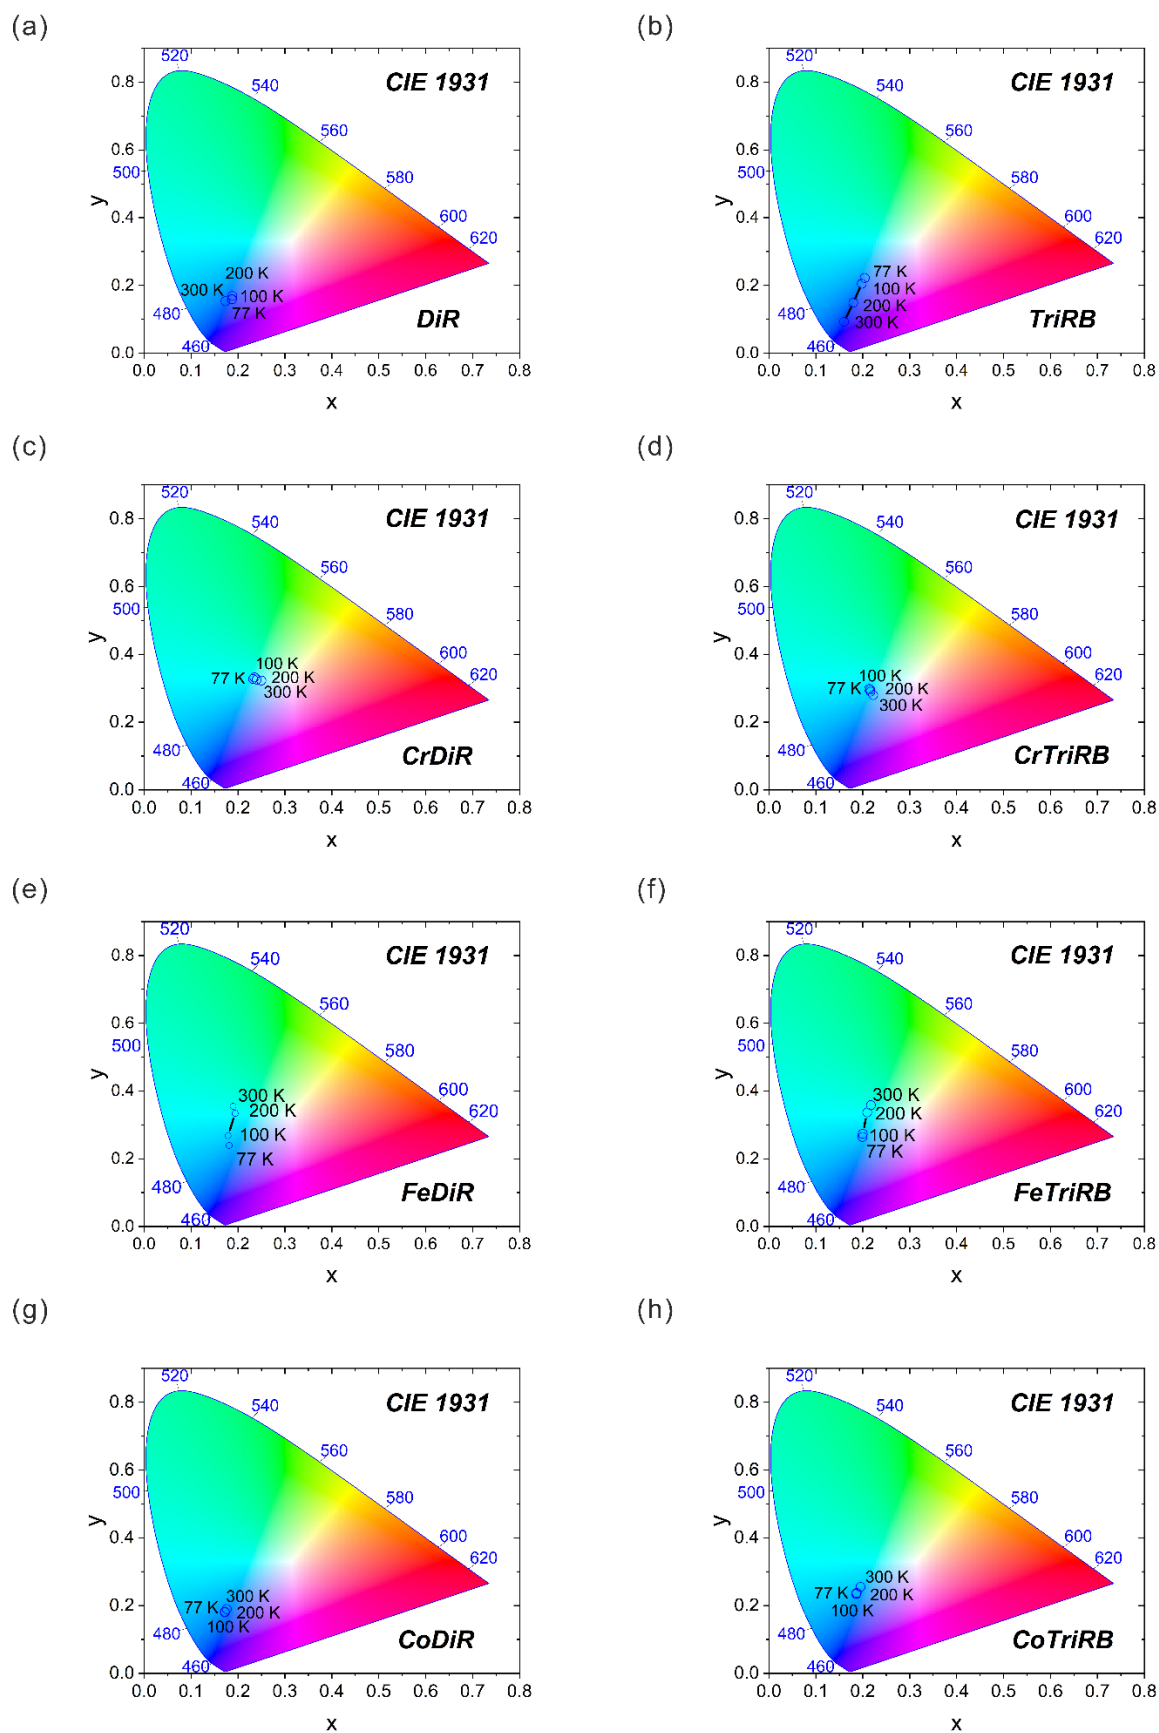 (a)
520
CIE 1931
0.8
540
560
0.6
500
580
y
0.4
600
620
200 K
300 K
100 K
0.2
77 K
480
DiR
460
0.0
0.0 0.1 0.2 0.3 0.4 0.5 0.6 0.7 0.8
x
(b)
520
CIE 1931
0.8
540
560
0.6
500
580
y
0.4
600
620
77 K
0.2
100 K
200 K
480
300 K
TriRB
460
0.0
0.0 0.1 0.2 0.3 0.4 0.5 0.6 0.7 0.8
x
(c)
520
CIE 1931
0.8
540
560
0.6
500
580
y
0.4
600
100 K
620
77 K
200 K
300 K
0.2
480
CrDiR
460
0.0
0.0 0.1 0.2 0.3 0.4 0.5 0.6 0.7 0.8
x
(d)
520
CIE 1931
0.8
540
560
0.6
500
580
y
0.4
600
620
100 K
77 K
200 K
300 K
0.2
480
CrTriRB
460
0.0
0.0 0.1 0.2 0.3 0.4 0.5 0.6 0.7 0.8
x
(e)
520
CIE 1931
0.8
540
560
0.6
500
580
y
0.4
600
300 K
620
200 K
100 K
77 K
0.2
480
FeDiR
460
0.0
0.0 0.1 0.2 0.3 0.4 0.5 0.6 0.7 0.8
x
(f)
520
CIE 1931
0.8
540
560
0.6
500
580
y
0.4
600
300 K
620
200 K
100 K
77 K
0.2
480
FeTriRB
460
0.0
0.0 0.1 0.2 0.3 0.4 0.5 0.6 0.7 0.8
x
(g)
520
CIE 1931
0.8
540
560
0.6
500
580
y
0.4
600
620
300 K
77 K
200 K
0.2
100 K
480
CoDiR
460
0.0
0.0 0.1 0.2 0.3 0.4 0.5 0.6 0.7 0.8
x
(h)
520
CIE 1931
0.8
540
560
0.6
500
580
y
0.4
600
620
300 K
77 K
200 K
0.2
100 K
480
CoTriRB
460
0.0
0.0 0.1 0.2 0.3 0.4 0.5 0.6 0.7 0.8
x